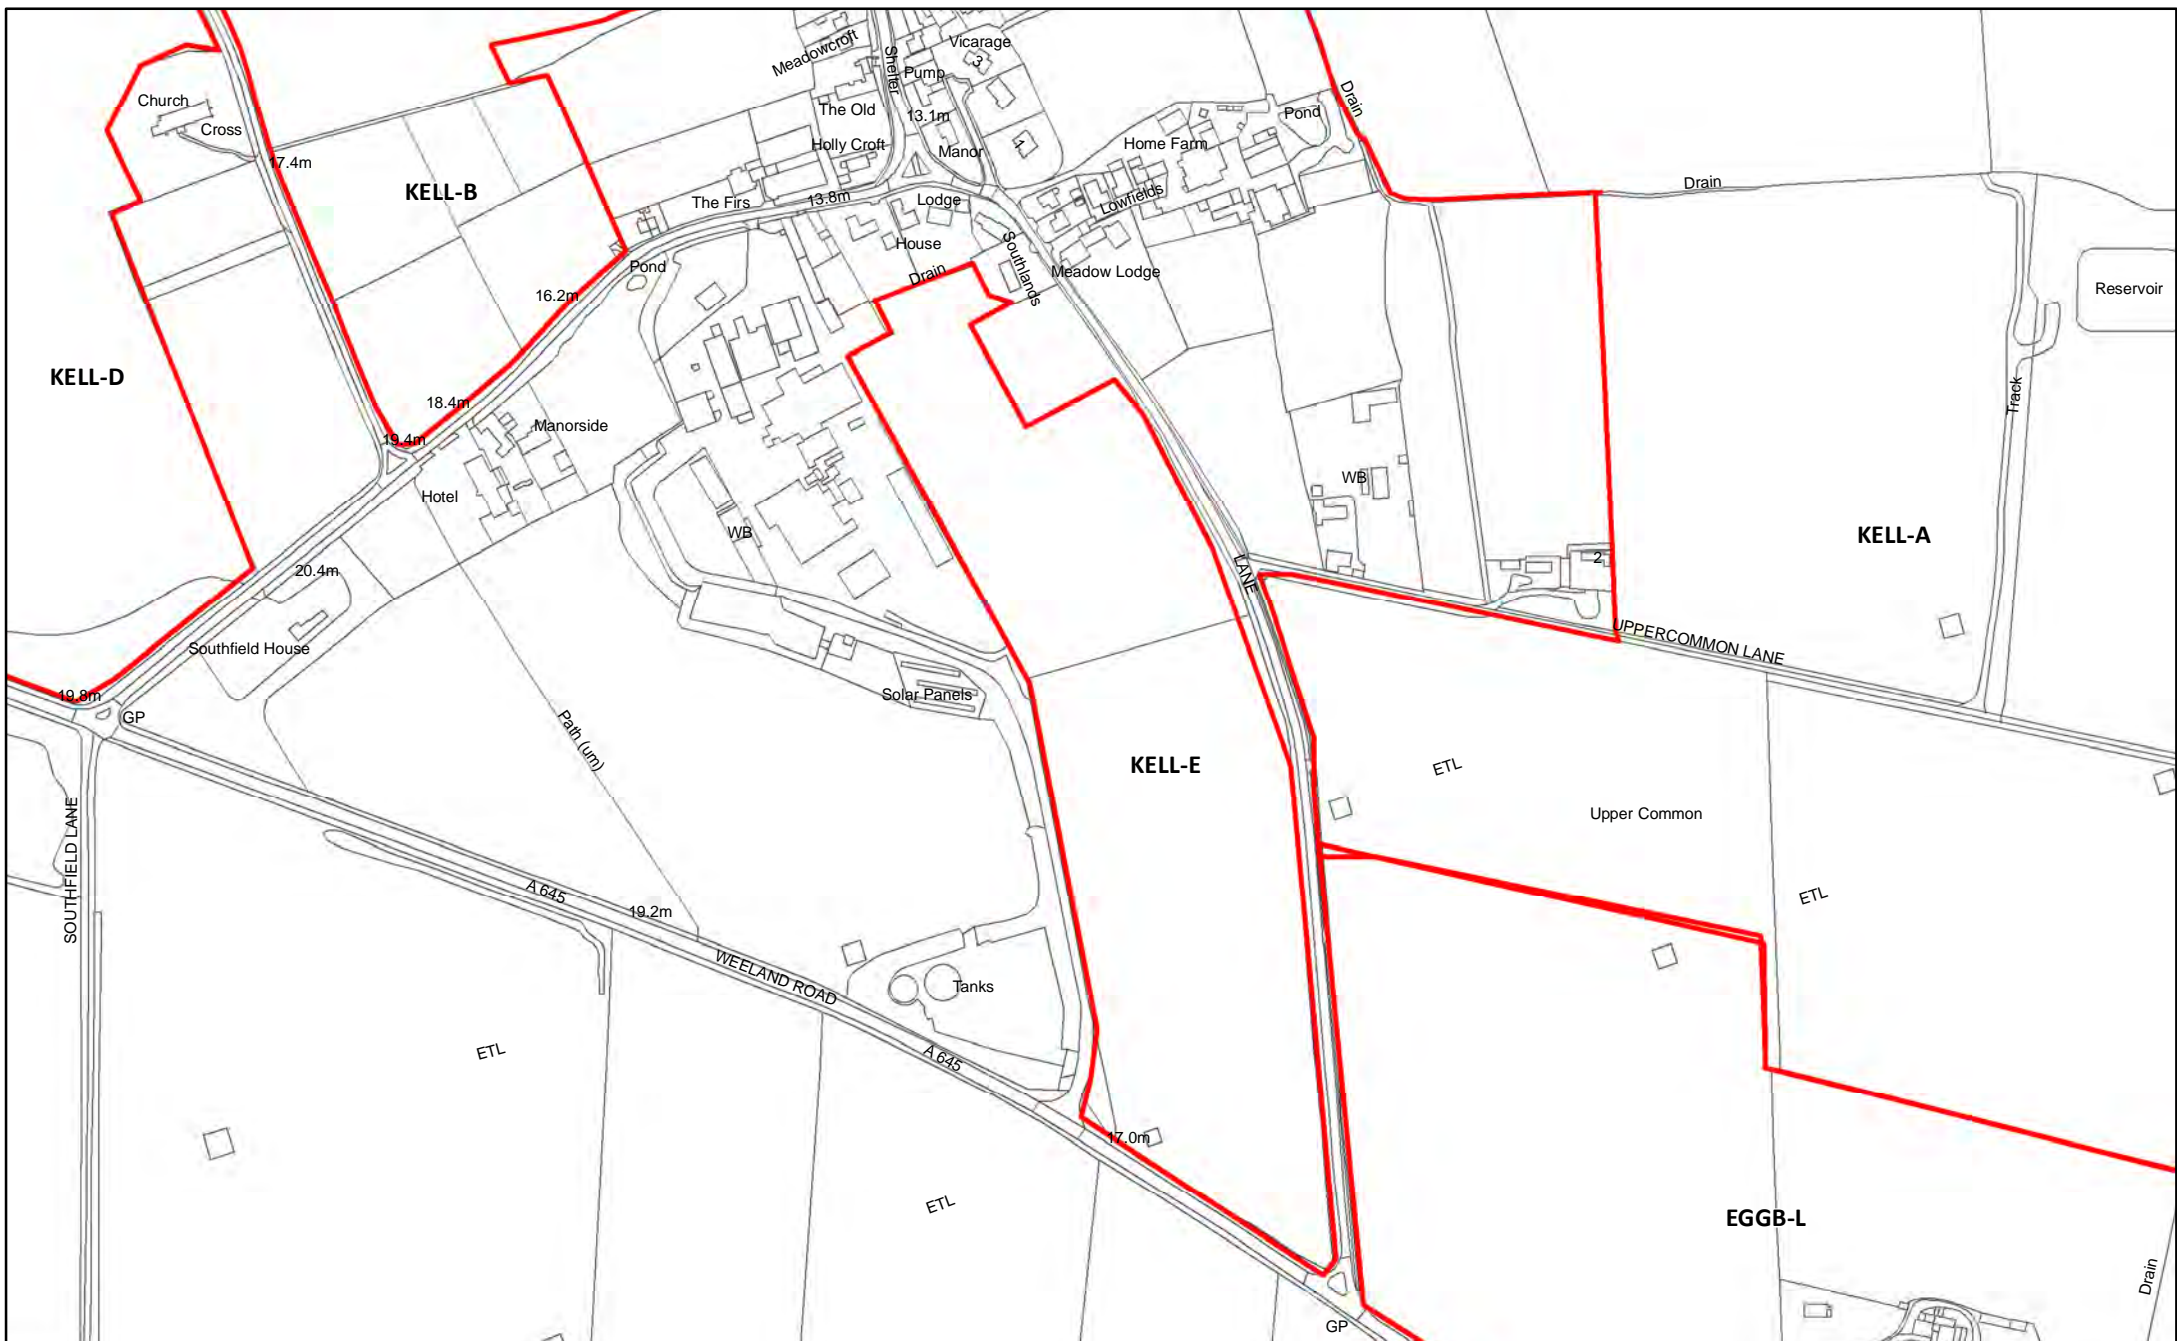 Meadowcroft
Shelter
Vicarage
3
Pump
Church
The Old
Drain
Cross
13.1m
Pond
Holly Croft
Manor
1
Home Farm
17.4m
KELL-B
Drain
The Firs
13.8m
Lodge
Lowfields
House
Southlands
Pond
Drain
Meadow Lodge
16.2m
Reservoir
KELL-D
18.4m
Track
Manorside
19.4m
Hotel
WB
WB
KELL-A
2
20.4m
LANE
UPPERCOMMON LANE
Southfield House
19.8m
Solar Panels
GP
Path (um)
KELL-E
ETL
Upper Common
SOUTHFIELD LANE
A 645
19.2m
ETL
WEELAND ROAD
Tanks
ETL
A 645
17.0m
ETL
EGGB-L
Drain
GP